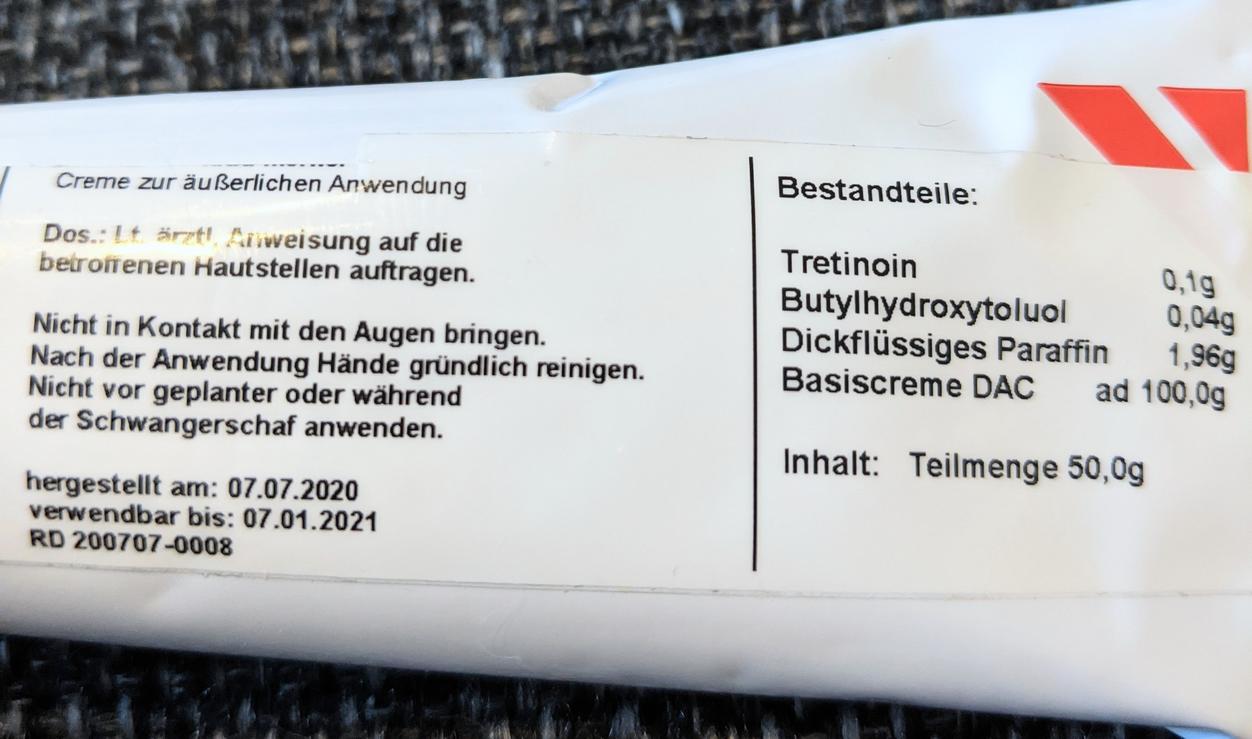 Creme zur äußerlichen Anwendung
Dos.: Lt. ärztl. Anweisung auf die
betroffenen Hautstellen auftragen.
Nicht in Kontakt mit den Augen bringen.
Nach der Anwendung Hände gründlich reinigen.
Nicht vor geplanter oder während
der Schwangerschaf anwenden.
hergestellt am: 07.07.2020
verwendbar bis: 07.01.2021
RD 200707-0008
Bestandteile:
Tretinoin 0,1g
Butylhydroxytoluol 0,04g
Dickflüssiges Paraffin 1,96g
Basiscreme DAC ad 100,0g
Inhalt: Teilmenge 50,0g